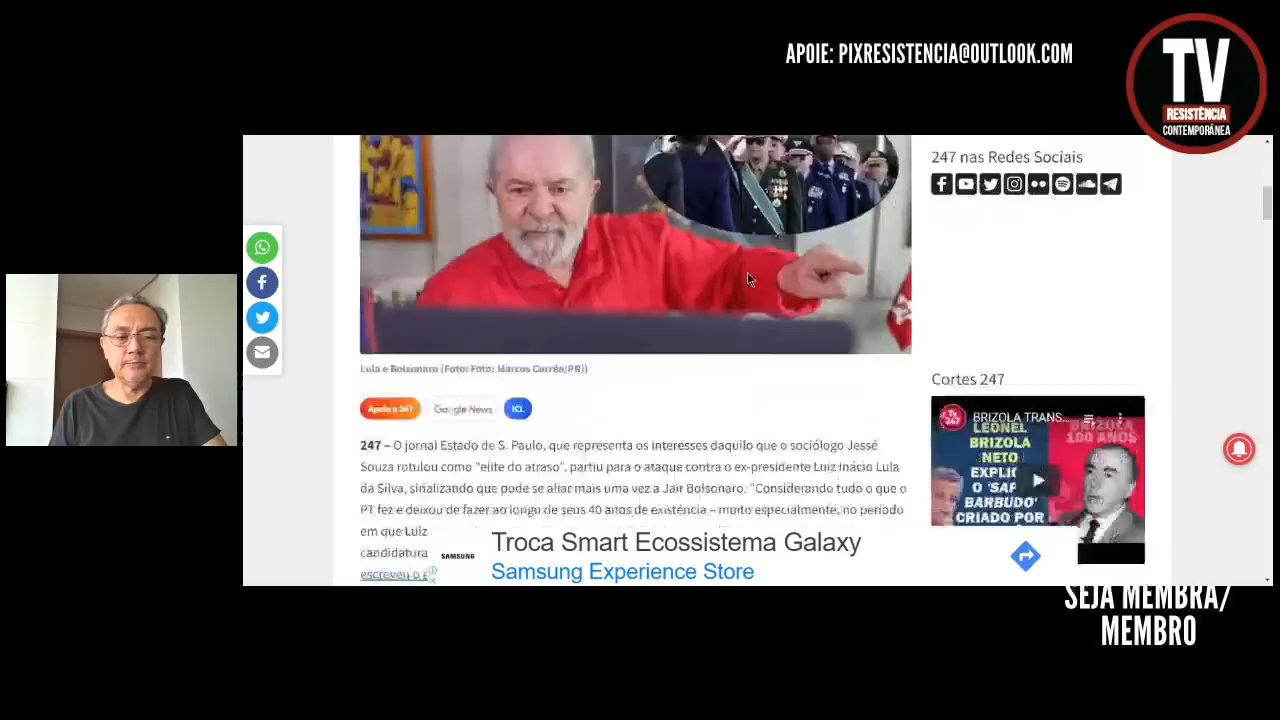 APOIE: PIXRESISTENCIA@OUTLOOK.COM
TV
RESISTÊNCIA
CONTEMPORÂNEA
247 nas Redes Sociais
Lula e Bolsonaro (Foto: Foto: Marcos Corrêa/PR))
Apoie o 247
Google News
ICL
247 – O jornal Estado de S. Paulo, que representa os interesses daquilo que o sociólogo Jessé
Souza rotulou como "elite do atraso", partiu para o ataque contra o ex-presidente Luiz Inácio Lula
da Silva, sinalizando que pode se aliar mais uma vez a Jair Bolsonaro. "Considerando tudo o que o
PT fez e deixou de fazer ao longo de seus 40 anos de existência – muito especialmente, no período
em que Luiz
candidatura
escreveu o
SAMSUNG
Troca Smart Ecossistema Galaxy
Samsung Experience Store
Cortes 247
BRIZOLA TRANS...
LEONEL
BRIZOLA
NETO
BRIZOLA
100 ANOS
BARBUDO'
CRIADO POR
SEJA MEMBRA/
MEMBRO